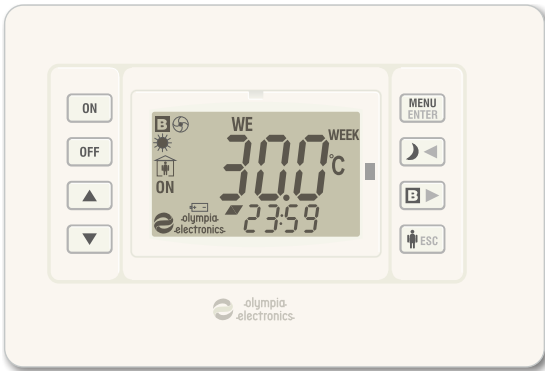 ON
OFF
B
WE
WEEK
30.0 °C
ON
+ -
olympia
electronics
23:59
MENU
ENTER
B
ESC
olympia
electronics